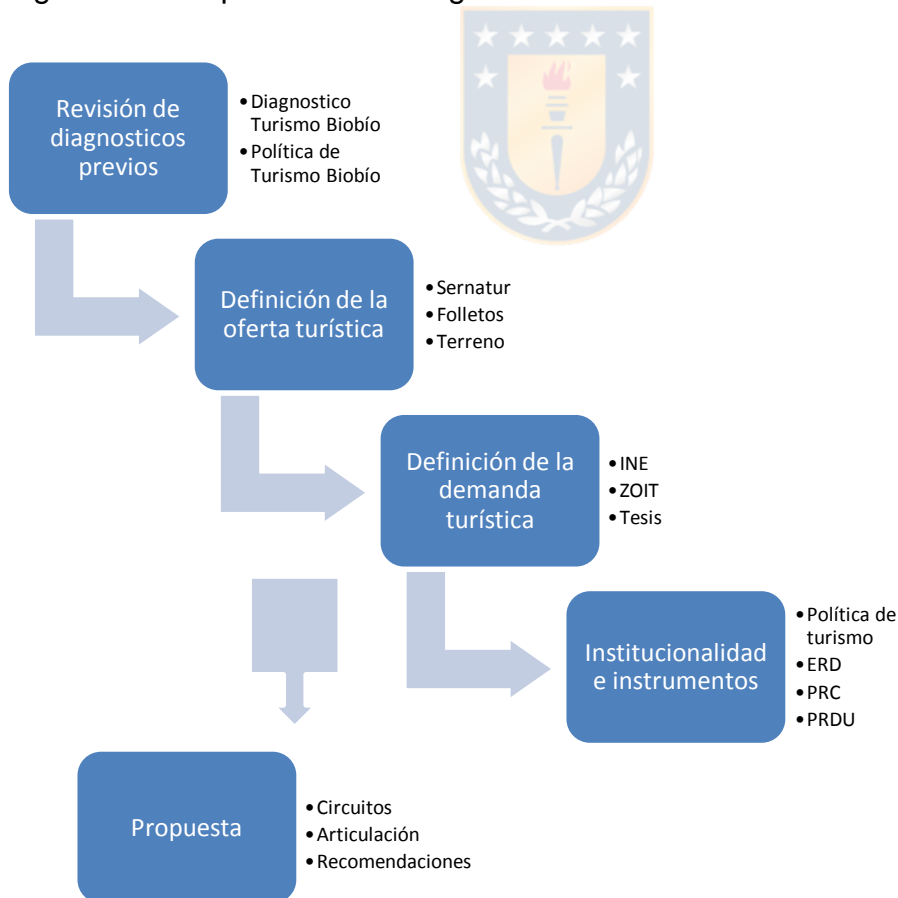 Revisión de
diagnosticos
previos
•Diagnostico
Turismo Biobío
•Política de
Turismo Biobío
Definición de la
oferta turística
•Sernatur
•Folletos
•Terreno
Definición de la
demanda
turística
•INE
•ZOIT
•Tesis
Institucionalidad
e instrumentos
•Política de
turismo
•ERD
•PRC
•PRDU
Propuesta
•Circuitos
•Articulación
•Recomendaciones